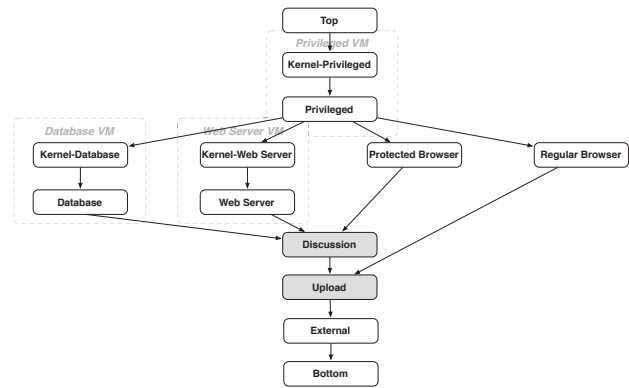 Top
Privileged VM
Kernel-Privileged
Privileged
Database VM
Web Server VM
Kernel-Database
Kernel-Web Server
Protected Browser
Regular Browser
Database
Web Server
Discussion
Upload
External
Bottom